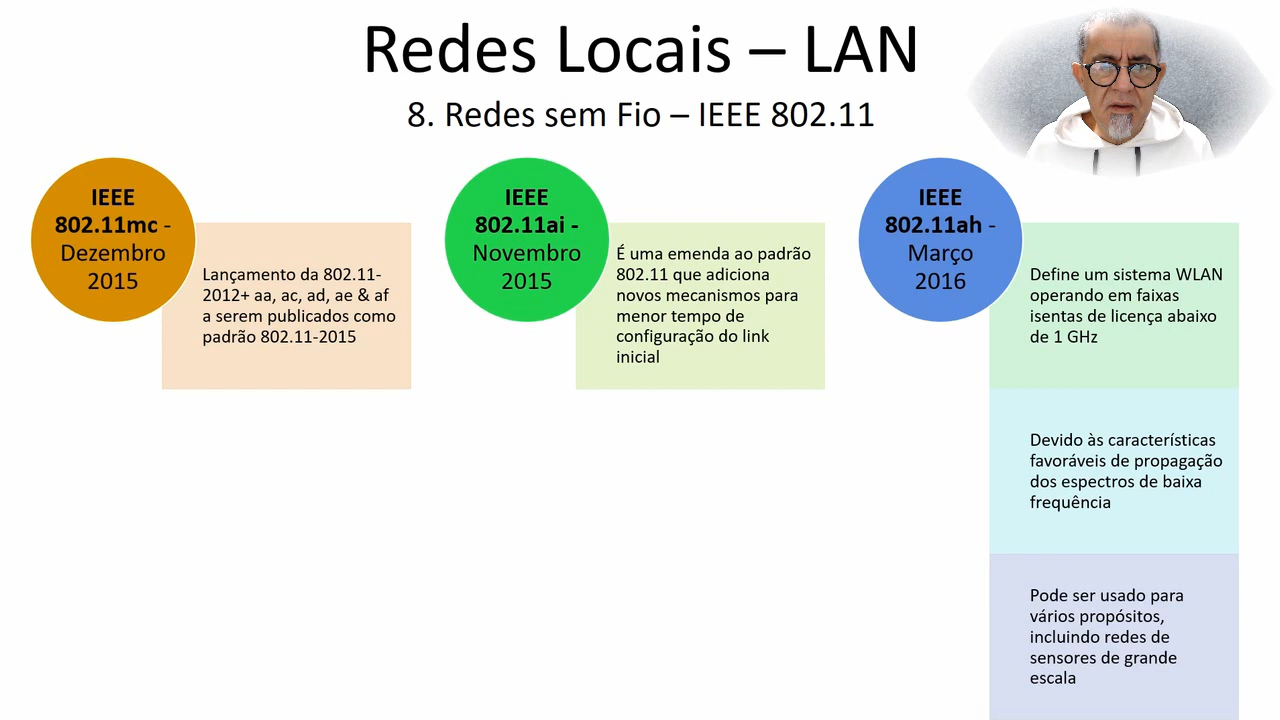 Redes Locais – LAN
8. Redes sem Fio – IEEE 802.11
IEEE
802.11mc -
Dezembro
2015
Lançamento da 802.11-
2012+ aa, ac, ad, ae & af
a serem publicados como
padrão 802.11-2015
IEEE
802.11ai -
Novembro
2015
É uma emenda ao padrão
802.11 que adiciona
novos mecanismos para
menor tempo de
configuração do link
inicial
IEEE
802.11ah -
Março
2016
Define um sistema WLAN
operando em faixas
isentas de licença abaixo
de 1 GHz
Devido às características
favoráveis de propagação
dos espectros de baixa
frequência
Pode ser usado para
vários propósitos,
incluindo redes de
sensores de grande
escala